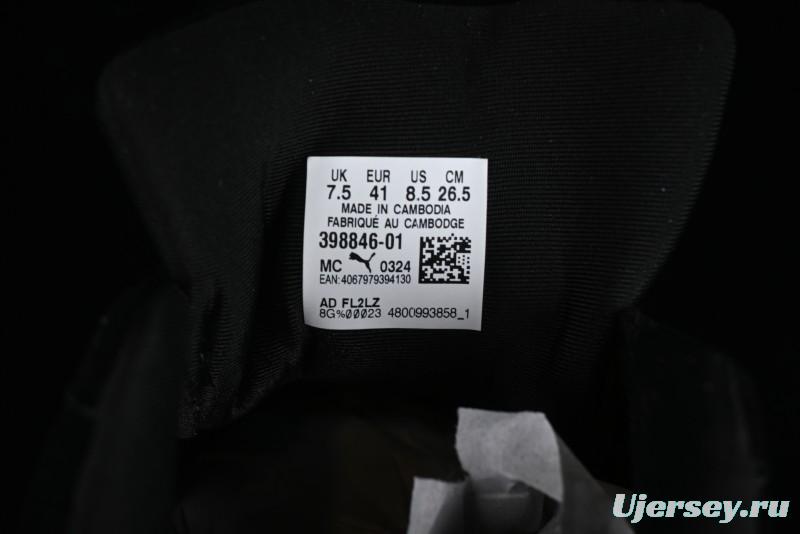 UK EUR US CM
7.5 41 8.5 26.5
MADE IN CAMBODIA
FABRIQUÉ AU CAMBODGE
398846-01
MC 0324
EAN: 4067979394130
AD FL2LZ
8G%00023 4800993858_1
Ujersey.ru